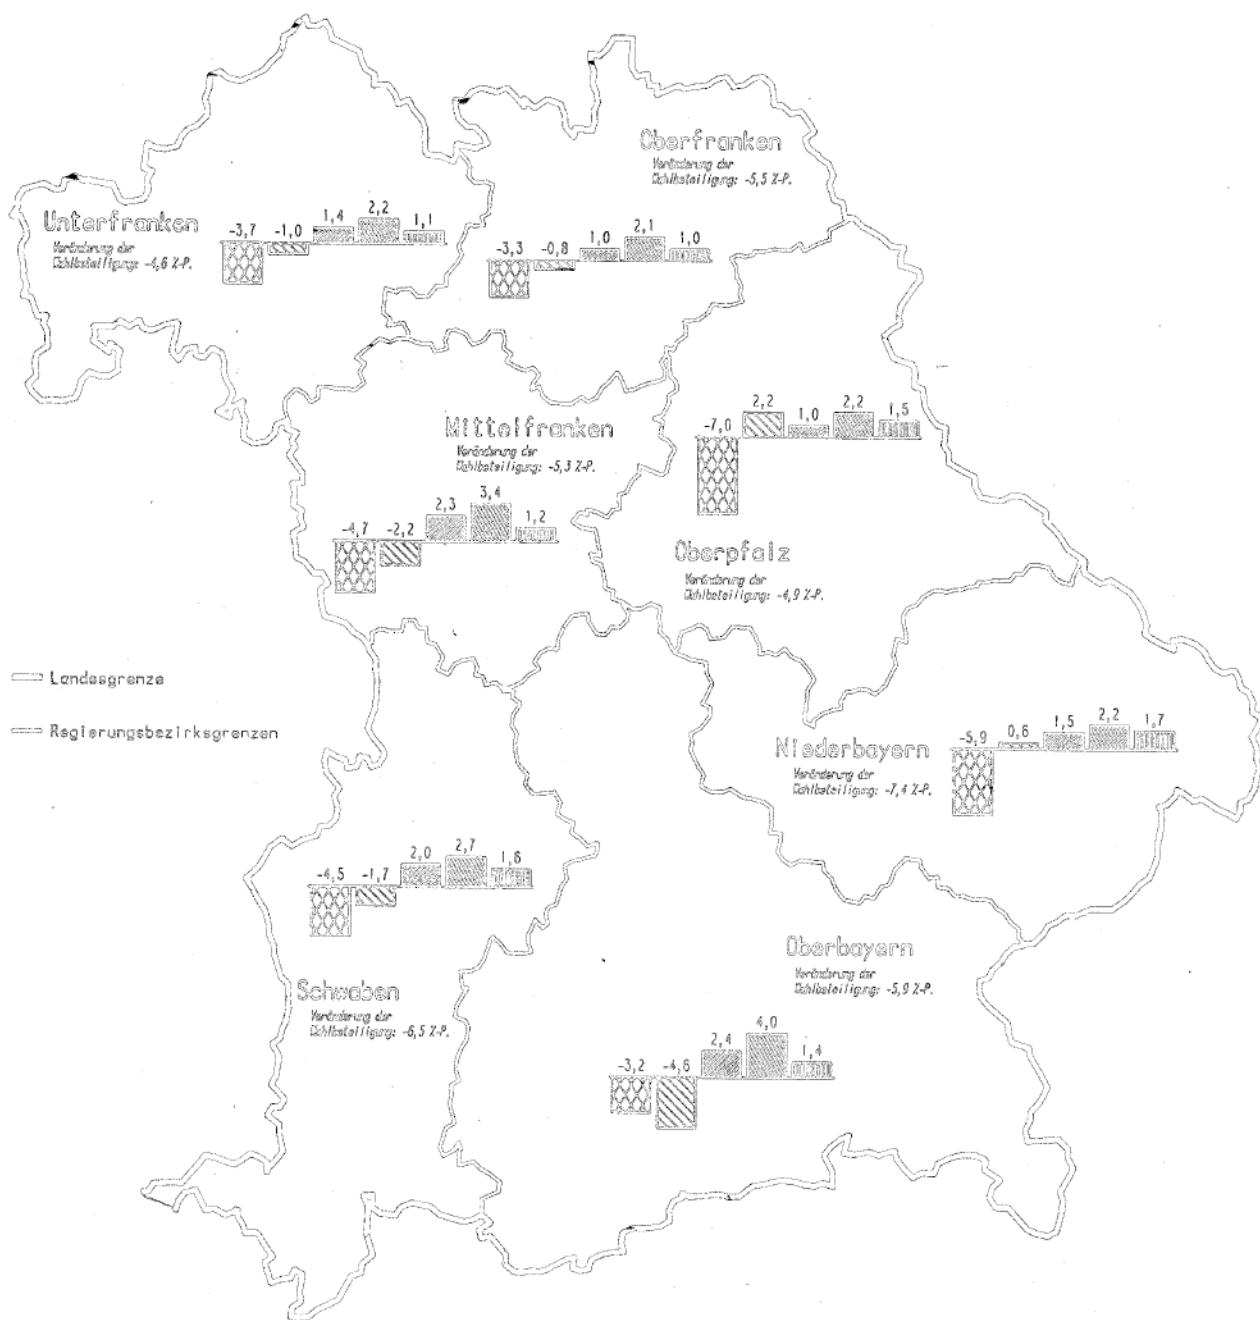 Oberfranken
Veränderung der
Wahlbeteiligung: -5,5 %-P.
-3,3 -0,8 1,0 2,1 1,0
Unterfranken
Veränderung der
Wahlbeteiligung: -4,6 %-P.
-3,7 -1,0 1,4 2,2 1,1
Mittelfranken
Veränderung der
Wahlbeteiligung: -5,3 %-P.
-4,7 -2,2 2,3 3,4 1,2
-7,0 2,2 1,0 2,2 1,5
Oberpfalz
Veränderung der
Wahlbeteiligung: -4,9 %-P.
Landesgrenze
Regierungsbezirksgrenzen
Niederbayern
Veränderung der
Wahlbeteiligung: -7,4 %-P.
-5,9 0,6 1,5 2,2 1,7
-4,5 -1,7 2,0 2,7 1,6
Schwaben
Veränderung der
Wahlbeteiligung: -6,5 %-P.
Oberbayern
Veränderung der
Wahlbeteiligung: -5,9 %-P.
-3,2 -4,6 2,4 4,0 1,4